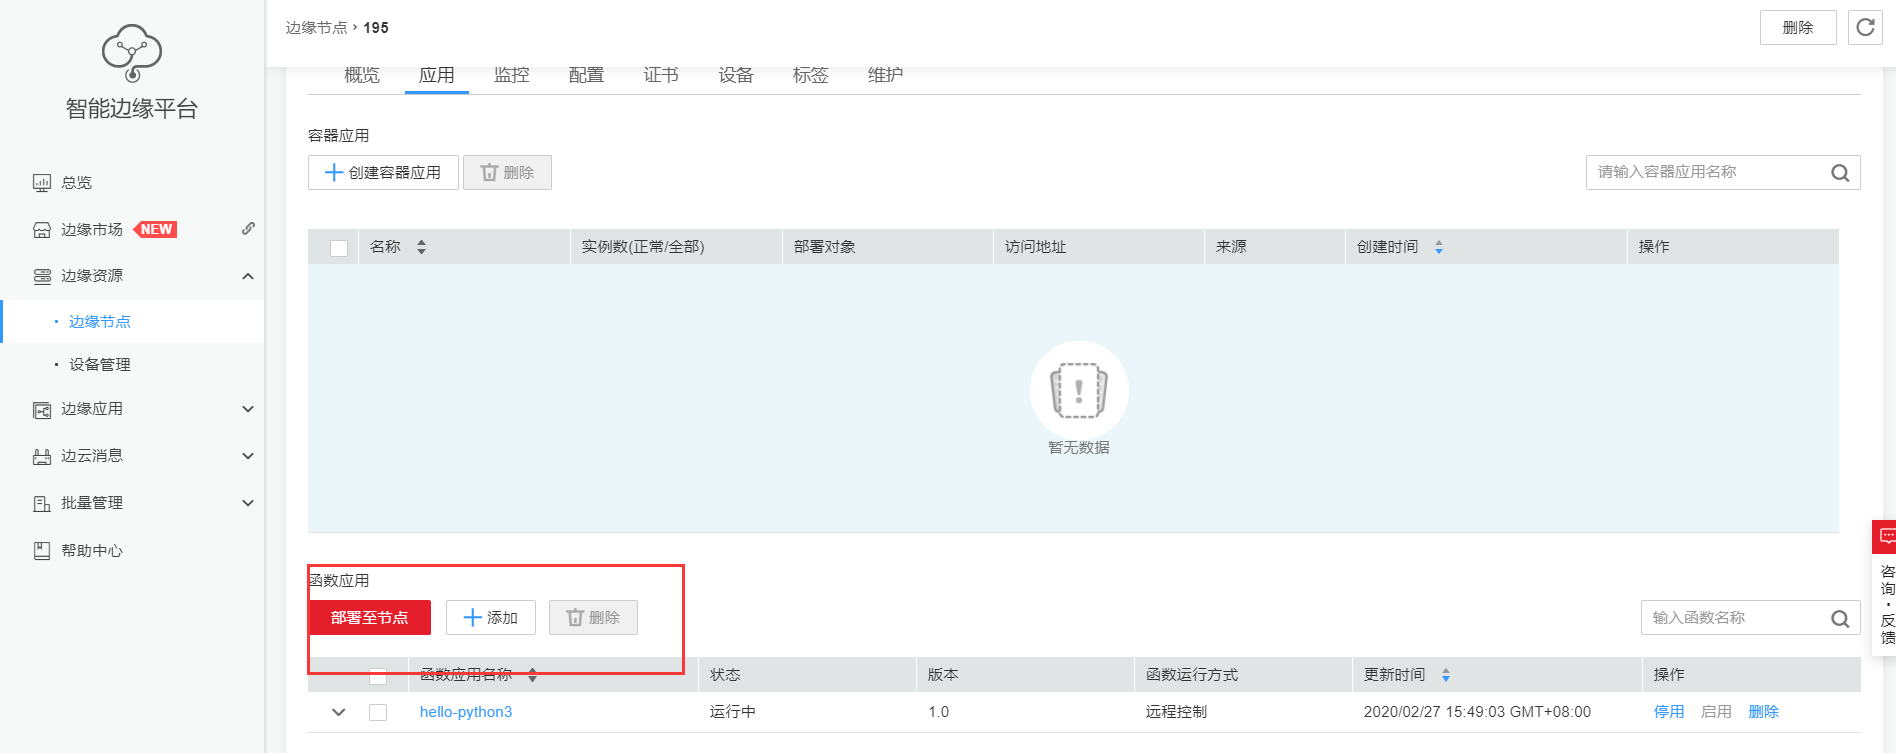 智能边缘平台
总览
边缘市场 NEW
边缘资源
· 边缘节点
· 设备管理
边缘应用
边云消息
批量管理
帮助中心
边缘节点 › 195
删除
概览 应用 监控 配置 证书 设备 标签 维护
容器应用
创建容器应用 删除 请输入容器应用名称
名称 实例数(正常/全部) 部署对象 访问地址 来源 创建时间 操作
暂无数据
函数应用
部署至节点 添加 删除 输入函数名称
函数应用名称 状态 版本 函数运行方式 更新时间 操作
hello-python3 运行中 1.0 远程控制 2020/02/27 15:49:03 GMT+08:00 停用 启用 删除
咨询·反馈